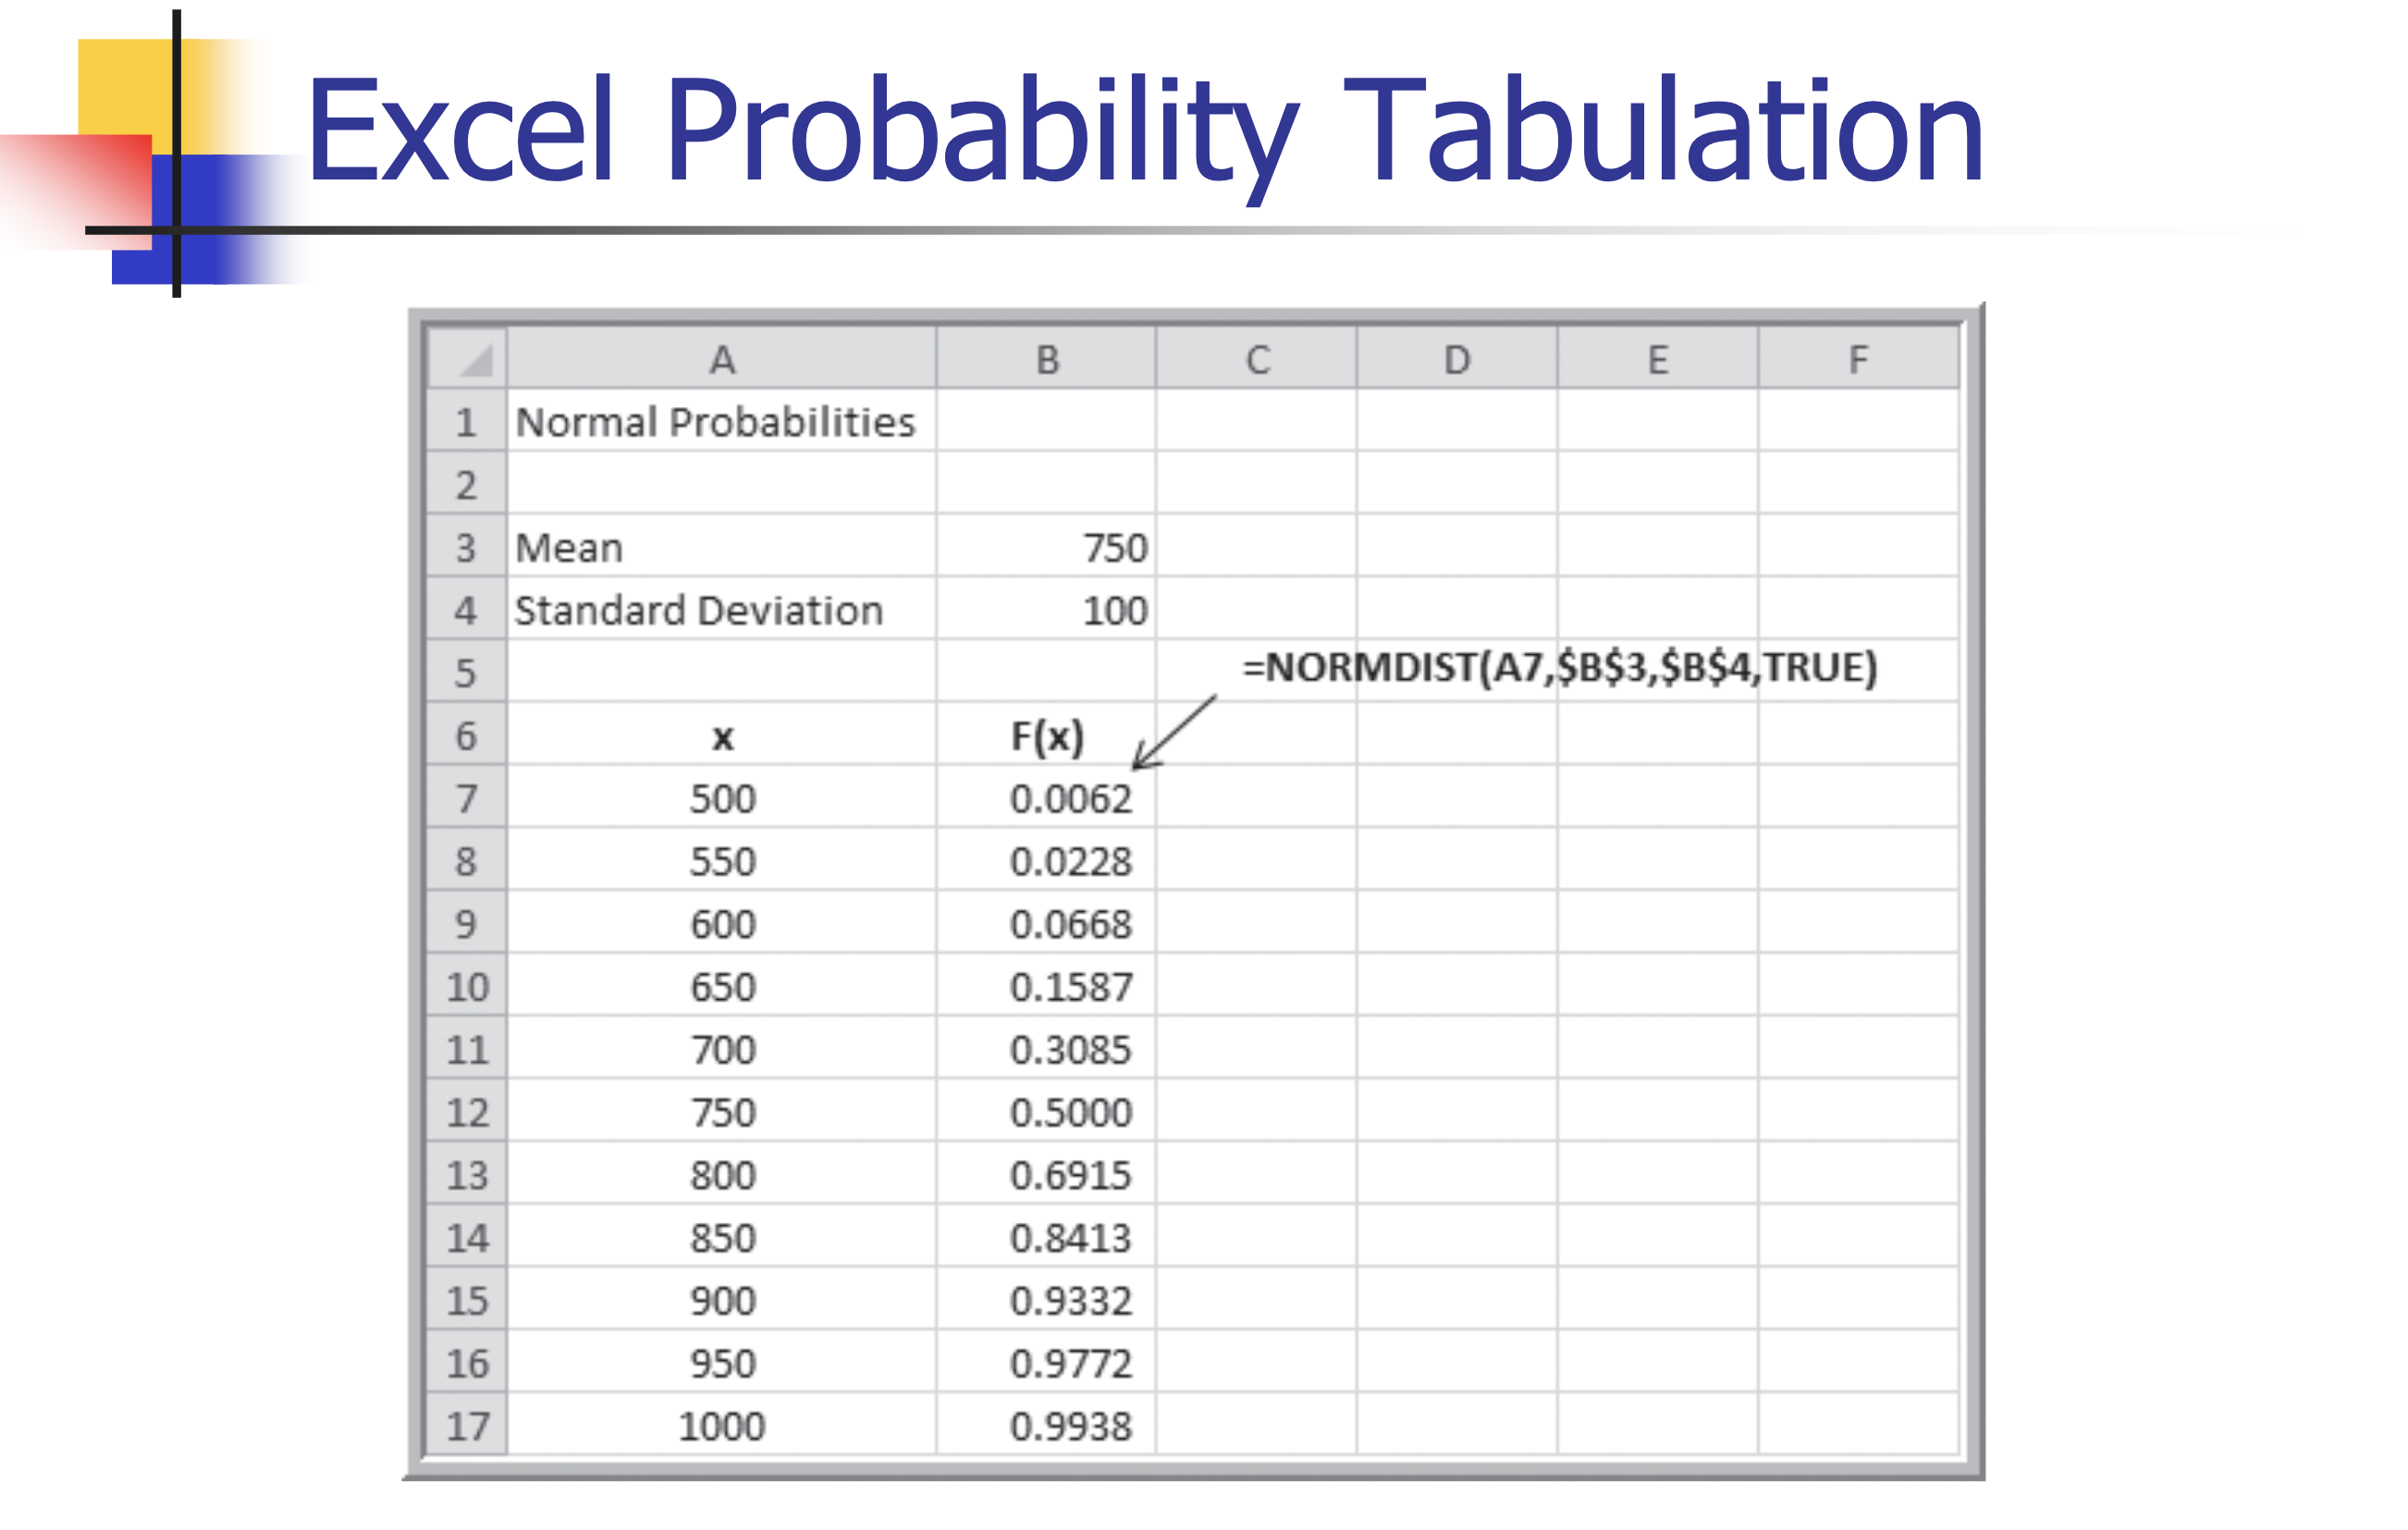 Excel Probability Tabulation
A B C D E F
1 Normal Probabilities
2
3 Mean 750
4 Standard Deviation 100
5 =NORMDIST(A7,$B$3,$B$4,TRUE)
6 x F(x)
7 500 0.0062
8 550 0.0228
9 600 0.0668
10 650 0.1587
11 700 0.3085
12 750 0.5000
13 800 0.6915
14 850 0.8413
15 900 0.9332
16 950 0.9772
17 1000 0.9938